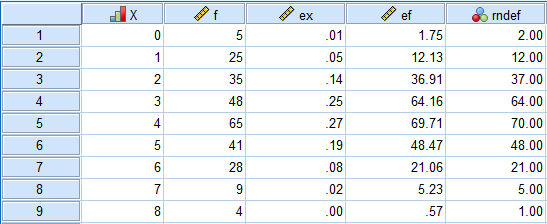 X f ex ef rndef
1 0 5 .01 1.75 2.00
2 1 25 .05 12.13 12.00
3 2 35 .14 36.91 37.00
4 3 48 .25 64.16 64.00
5 4 65 .27 69.71 70.00
6 5 41 .19 48.47 48.00
7 6 28 .08 21.06 21.00
8 7 9 .02 5.23 5.00
9 8 4 .00 .57 1.00